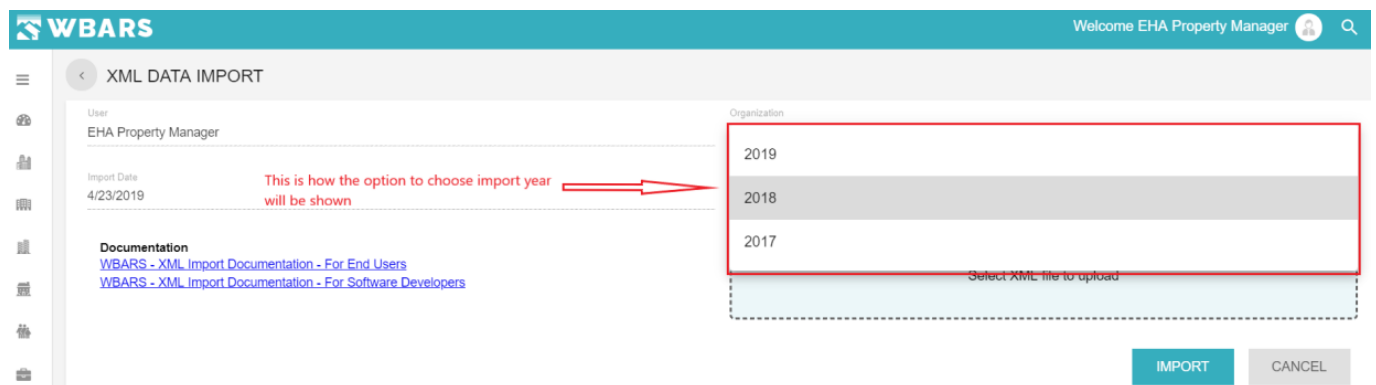 WBARS
Welcome EHA Property Manager
XML DATA IMPORT
User
EHA Property Manager
Organization
Import Date
4/23/2019
This is how the option to choose import year
will be shown
2019
2018
2017
Documentation
WBARS - XML Import Documentation - For End Users
WBARS - XML Import Documentation - For Software Developers
Select XML file to upload
IMPORT
CANCEL